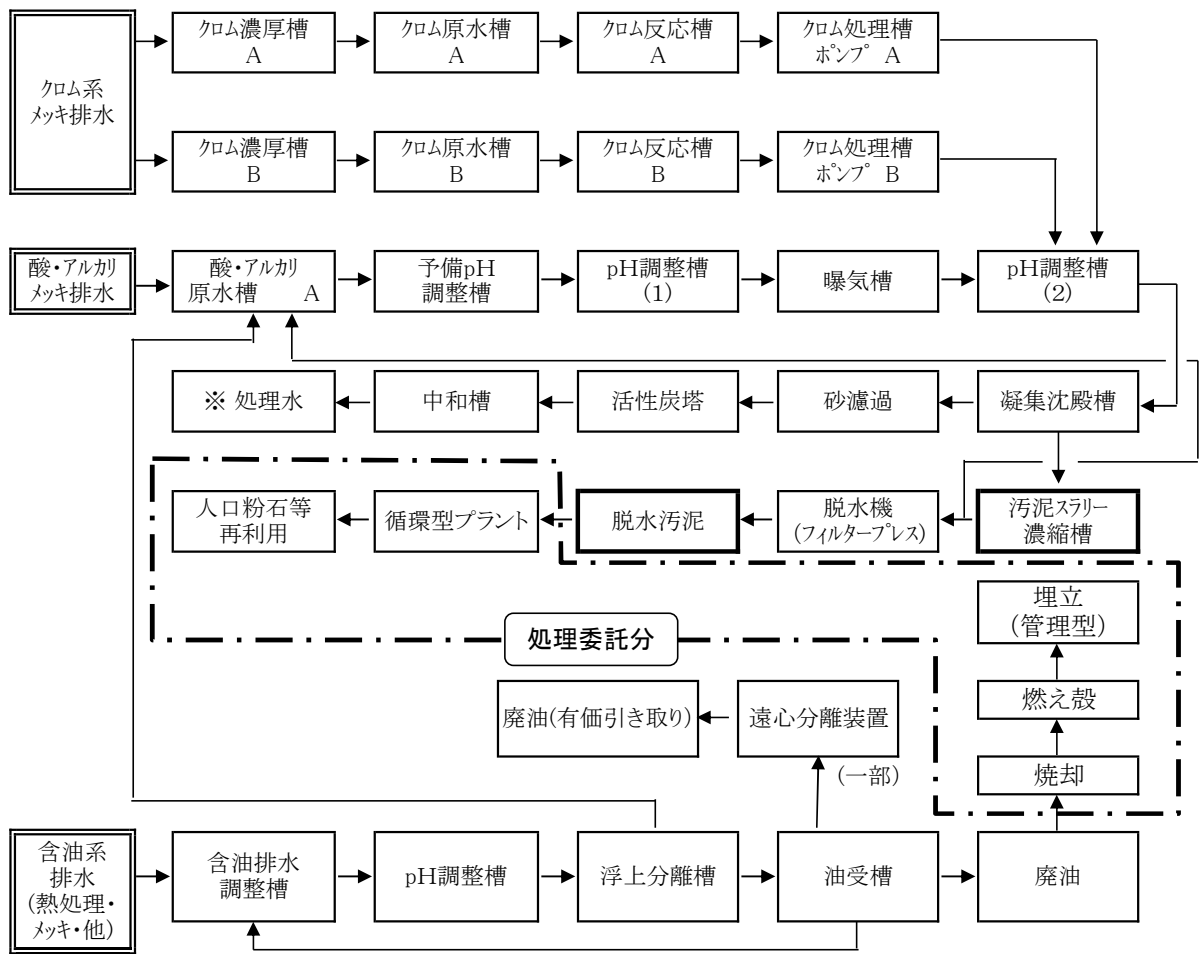 クロム系
メッキ排水
クロム濃厚槽
A
クロム原水槽
A
クロム反応槽
A
クロム処理槽
ポンプ A
クロム濃厚槽
B
クロム原水槽
B
クロム反応槽
B
クロム処理槽
ポンプ B
酸・アルカリ
メッキ排水
酸・アルカリ
原水槽 A
予備pH
調整槽
pH調整槽
(1)
曝気槽
pH調整槽
(2)
※ 処理水
中和槽
活性炭塔
砂濾過
凝集沈殿槽
人口粉石等
再利用
循環型プラント
脱水汚泥
脱水機
(フィルタープレス)
汚泥スラリー
濃縮槽
埋立
(管理型)
処理委託分
廃油(有価引き取り)
遠心分離装置
燃え殻
(一部)
焼却
含油系
排水
(熱処理・
メッキ・他)
含油排水
調整槽
pH調整槽
浮上分離槽
油受槽
廃油